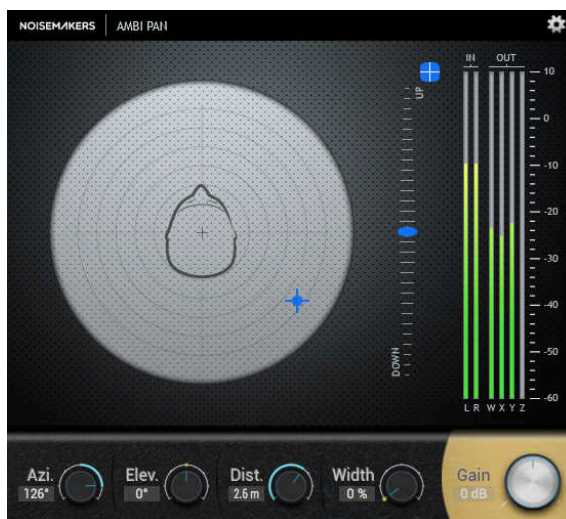 NOISEMAKERS AMBI PAN
IN OUT
10
UP
0
-10
-20
-30
-40
DOWN
-50
-60
L R W X Y Z
Azi. Elev. Dist. Width Gain
126° 0° 2.6 m 0 % 0 dB